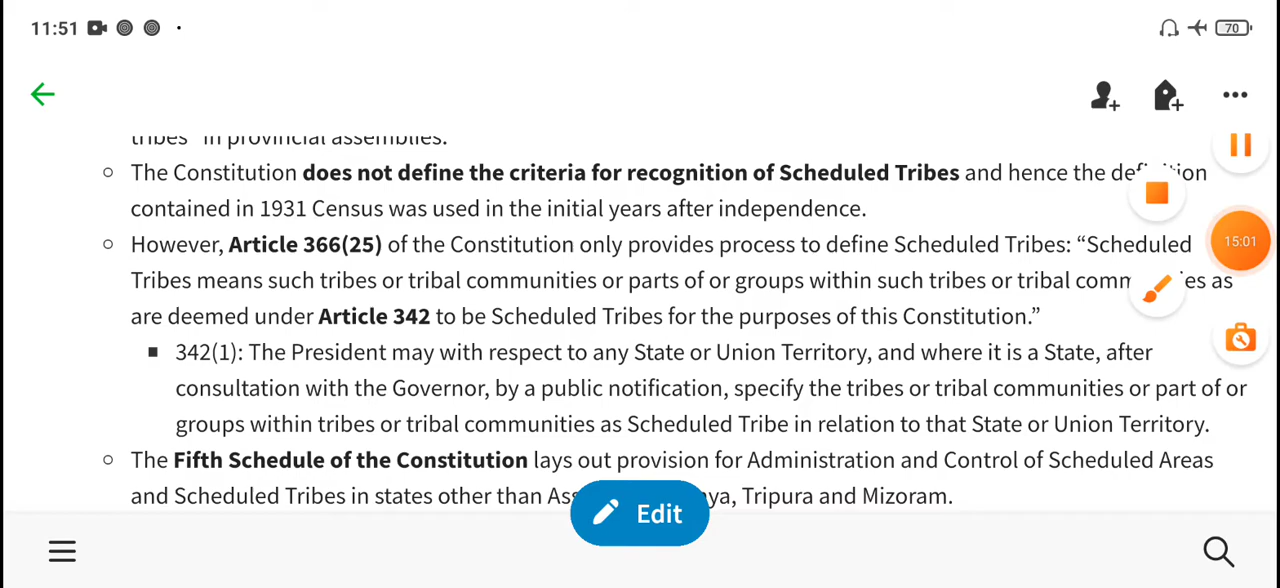 11:51
70
tribes" in provincial assemblies.
The Constitution does not define the criteria for recognition of Scheduled Tribes and hence the
contained in 1931 Census was used in the initial years after independence.
However, Article 366(25) of the Constitution only provides process to define Scheduled Tribes: “Scheduled
15:01
Tribes means such tribes or tribal communities or parts of or groups within such tribes or tribal as
are deemed under Article 342 to be Scheduled Tribes for the purposes of this Constitution.”
342(1): The President may with respect to any State or Union Territory, and where it is a State, after
consultation with the Governor, by a public notification, specify the tribes or tribal communities or part of or
groups within tribes or tribal communities as Scheduled Tribe in relation to that State or Union Territory.
The Fifth Schedule of the Constitution lays out provision for Administration and Control of Scheduled Areas
and Scheduled Tribes in states other than Tripura and Mizoram.
Edit